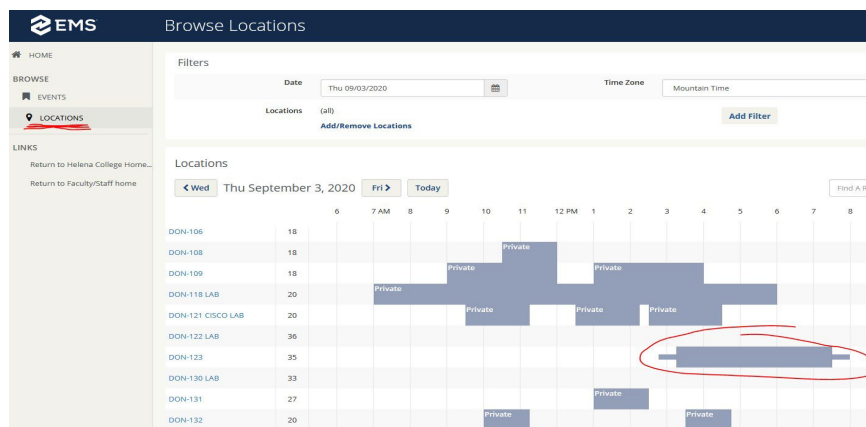 EMS
Browse Locations
HOME
BROWSE
EVENTS
LOCATIONS
LINKS
Return to Helena College Home...
Return to Faculty/Staff home
Filters
Date
Thu 09/03/2020
Time Zone
Mountain Time
Locations
(all)
Add/Remove Locations
Add Filter
Locations
Wed
Thu September 3, 2020
Fri
Today
Find A R
6 7 AM 8 9 10 11 12 PM 1 2 3 4 5 6 7 8
DON-106 18
DON-108 18 Private
DON-109 18 Private Private
DON-118 LAB 20 Private
DON-121 CISCO LAB 20 Private Private Private
DON-122 LAB 36
DON-123 35
DON-130 LAB 33
DON-131 27 Private
DON-132 20 Private Private